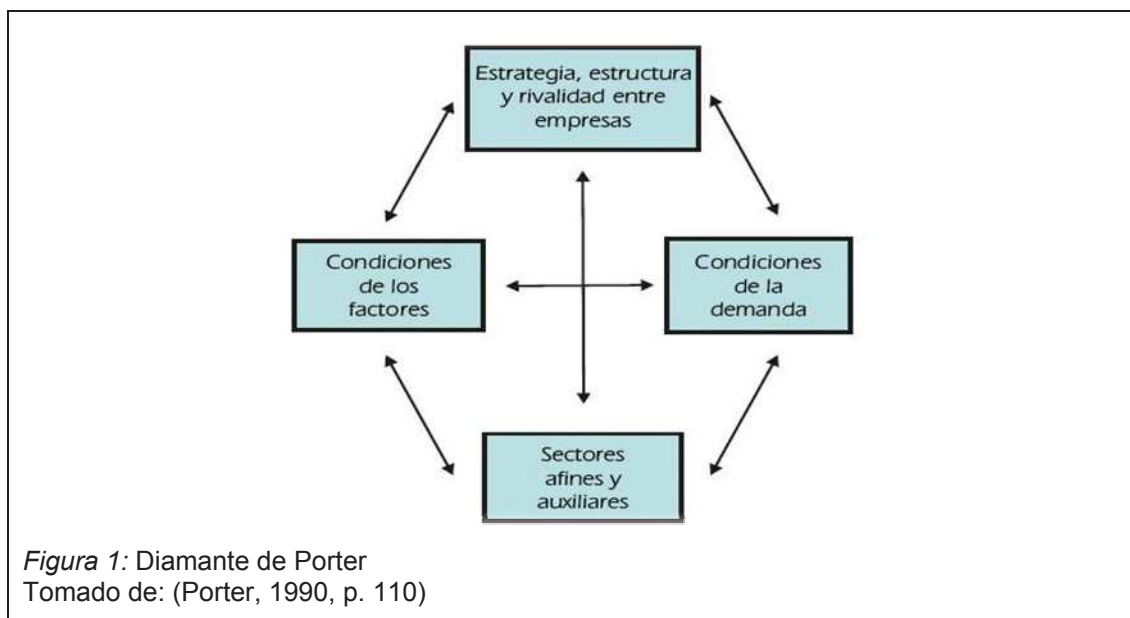 Estrategia, estructura
y rivalidad entre
empresas
Condiciones
de los
factores
Condiciones
de la
demanda
Sectores
afines y
auxiliares
Figura 1: Diamante de Porter
Tomado de: (Porter, 1990, p. 110)